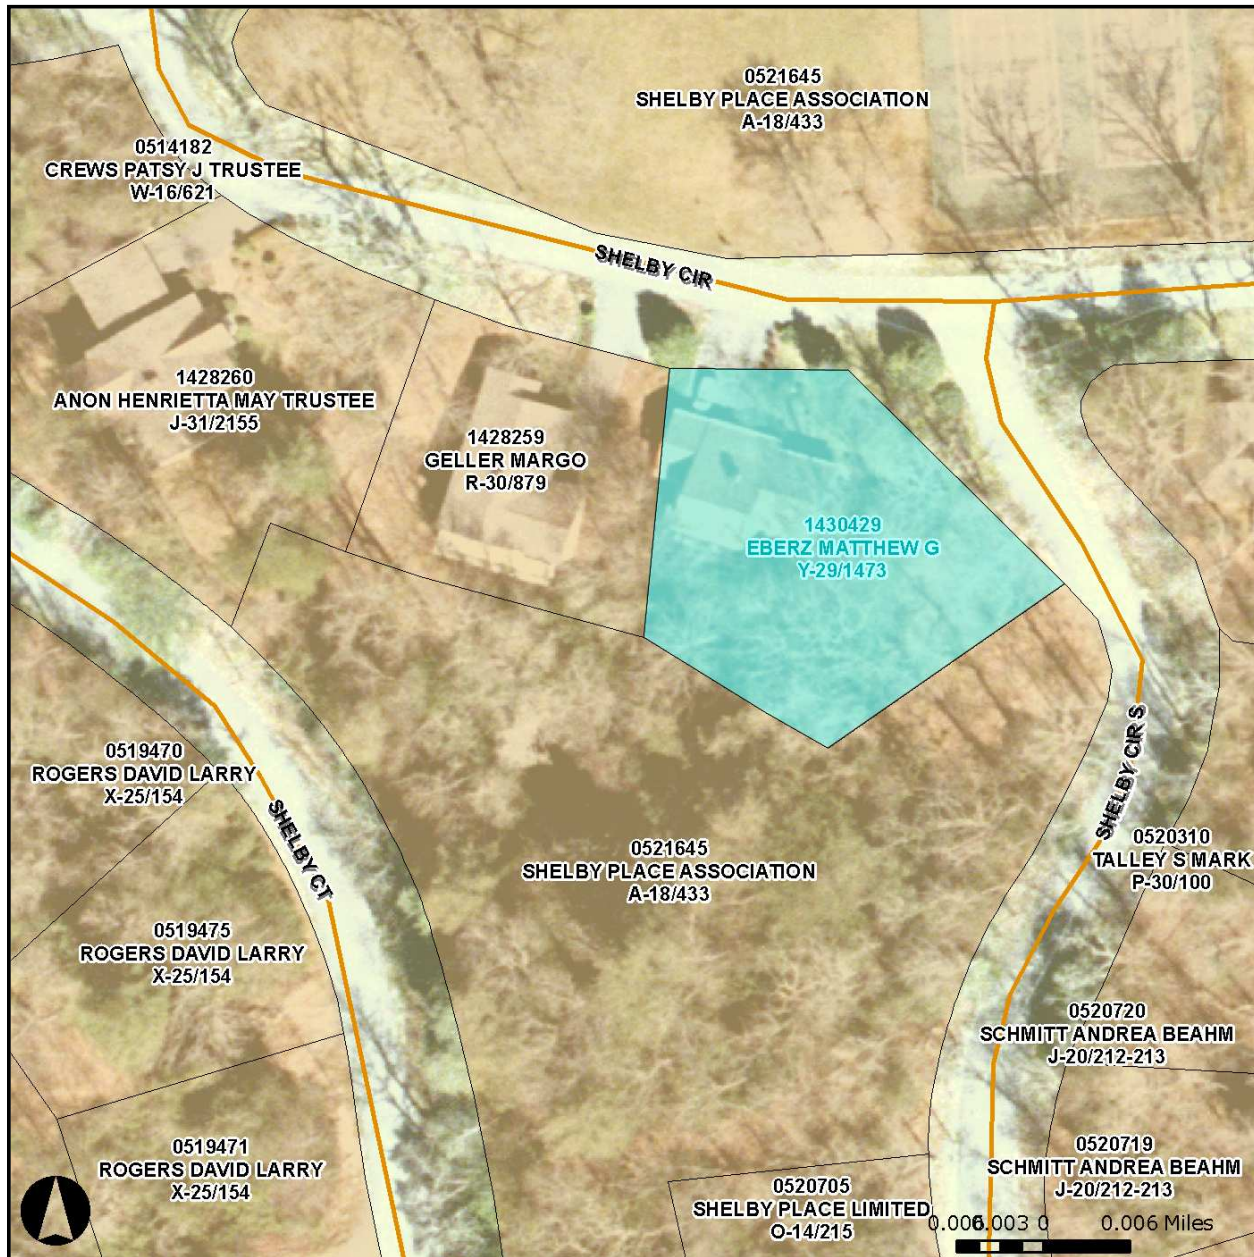 0521645
SHELBY PLACE ASSOCIATION
A-18/433
0514182
CREWS PATSY J TRUSTEE
W-16/621
SHELBY CIR
1428260
ANON HENRIETTA MAY TRUSTEE
J-31/2155
1428259
GELLER MARGO
R-30/879
1430429
EBERZ MATTHEW G
Y-29/1473
0519470
ROGERS DAVID LARRY
X-25/154
SHELBY CT
SHELBY CIR S
0520310
TALLEY S MARK
P-30/100
0521645
SHELBY PLACE ASSOCIATION
A-18/433
0519475
ROGERS DAVID LARRY
X-25/154
0520720
SCHMITT ANDREA BEAHM
J-20/212-213
0519471
ROGERS DAVID LARRY
X-25/154
0520719
SCHMITT ANDREA BEAHM
J-20/212-213
0520705
SHELBY PLACE LIMITED
O-14/215
0.006 0.003 0 0.006 Miles